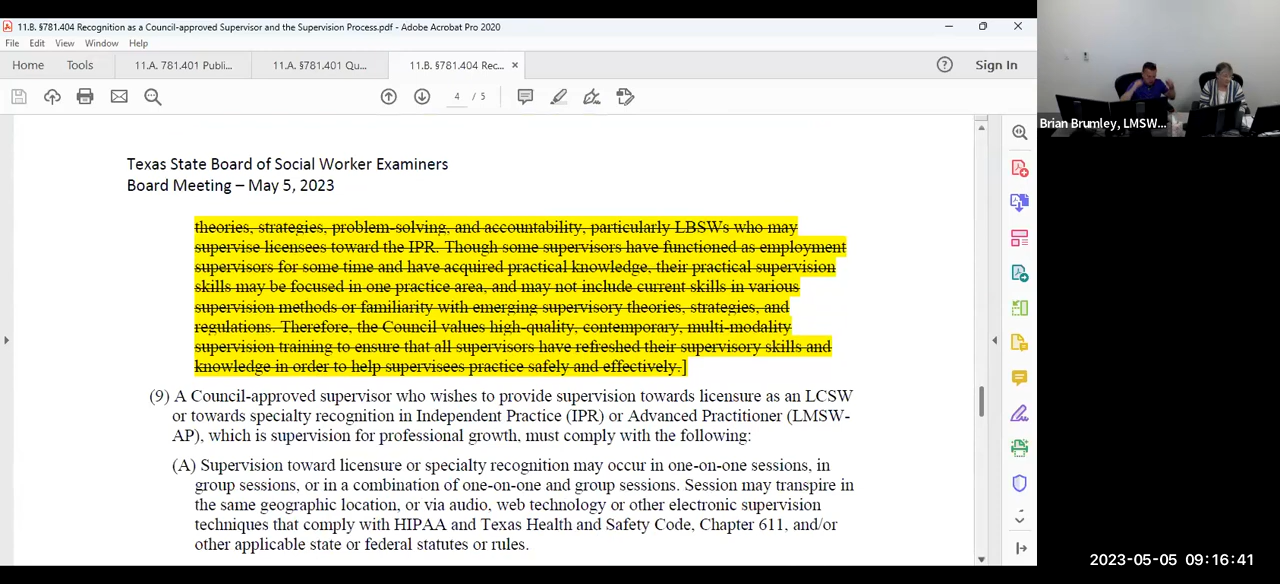 11.B. §781.404 Recognition as a Council-approved Supervisor and the Supervision Process.pdf - Adobe Acrobat Pro 2020
File Edit View Window Help
Home Tools 11.A. 781.401 Publi... 11.A. §781.401 Qu... 11.B. §781.404 Rec... × Sign In
4 / 5
Brian Brumley, LMSW...
Texas State Board of Social Worker Examiners
Board Meeting – May 5, 2023
theories, strategies, problem-solving, and accountability, particularly LBSWs who may
supervise licensees toward the IPR. Though some supervisors have functioned as employment
supervisors for some time and have acquired practical knowledge, their practical supervision
skills may be focused in one practice area, and may not include current skills in various
supervision methods or familiarity with emerging supervisory theories, strategies, and
regulations. Therefore, the Council values high-quality, contemporary, multi-modality
supervision training to ensure that all supervisors have refreshed their supervisory skills and
knowledge in order to help supervisees practice safely and effectively.]
(9) A Council-approved supervisor who wishes to provide supervision towards licensure as an LCSW
or towards specialty recognition in Independent Practice (IPR) or Advanced Practitioner (LMSW-
AP), which is supervision for professional growth, must comply with the following:
(A) Supervision toward licensure or specialty recognition may occur in one-on-one sessions, in
group sessions, or in a combination of one-on-one and group sessions. Session may transpire in
the same geographic location, or via audio, web technology or other electronic supervision
techniques that comply with HIPAA and Texas Health and Safety Code, Chapter 611, and/or
other applicable state or federal statutes or rules.
2023-05-05 09:16:41